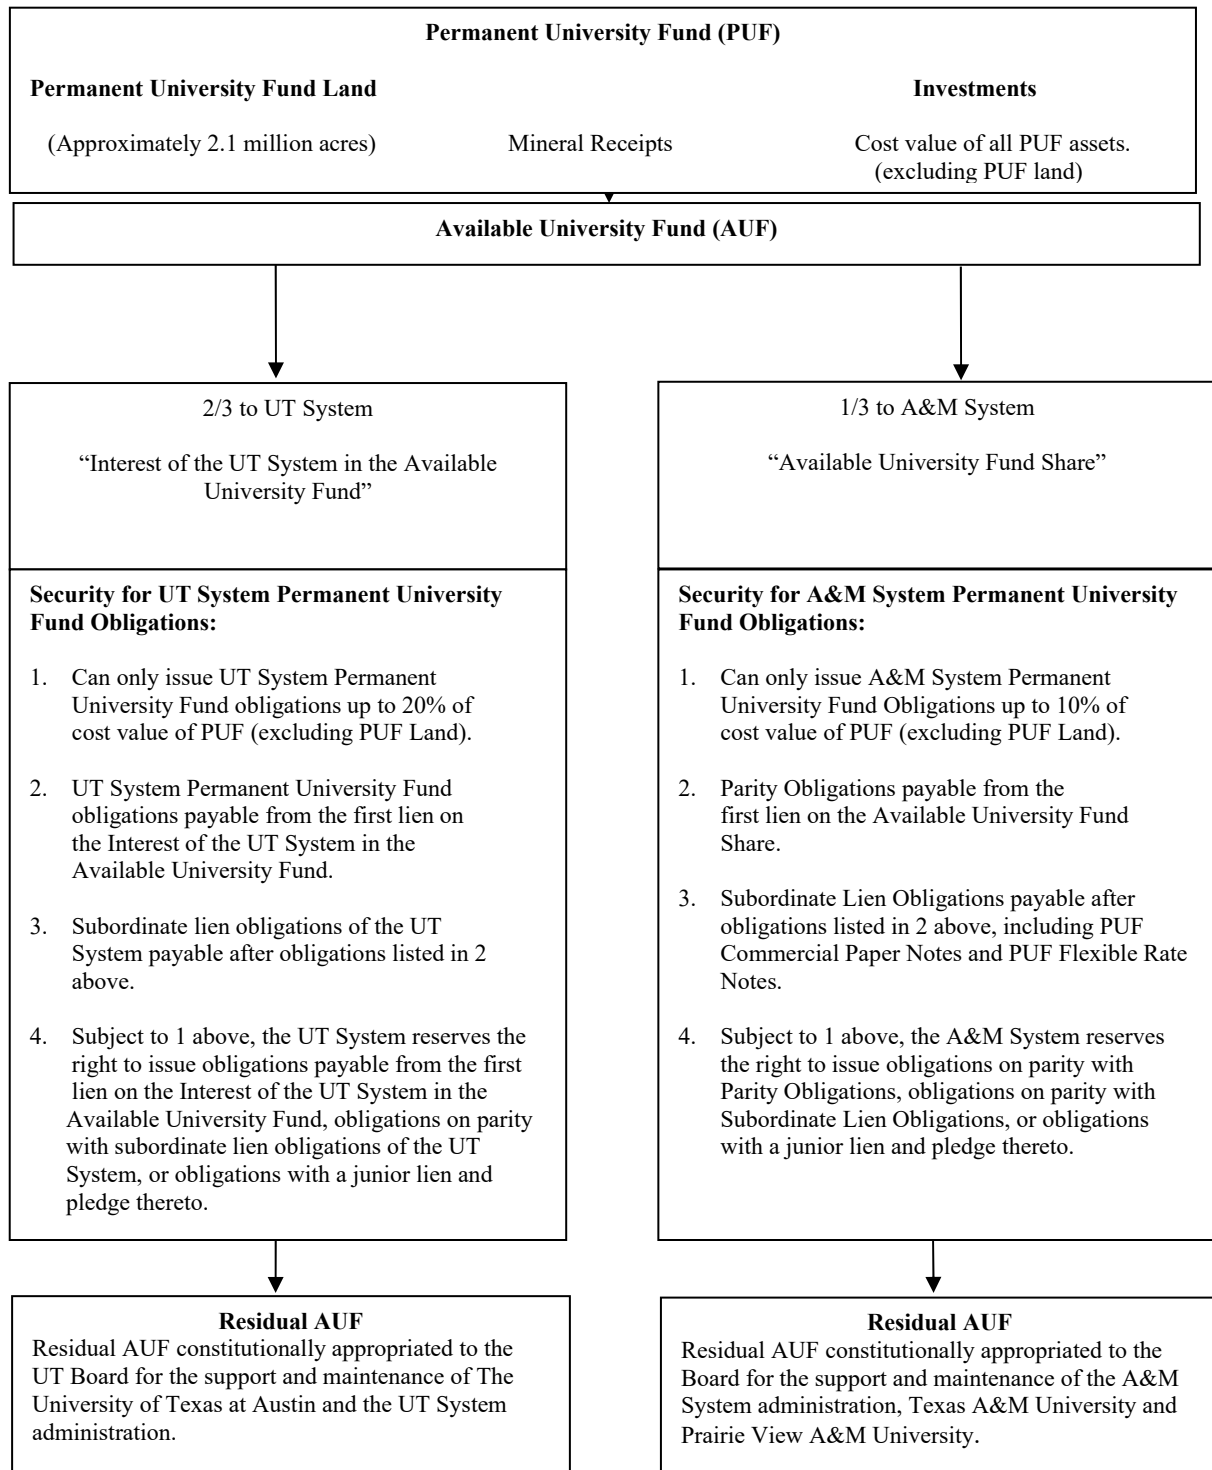 Permanent University Fund (PUF)
Permanent University Fund Land
Investments
(Approximately 2.1 million acres)
Mineral Receipts
Cost value of all PUF assets.
(excluding PUF land)
Available University Fund (AUF)
2/3 to UT System
“Interest of the UT System in the Available
University Fund”
Security for UT System Permanent University
Fund Obligations:
1. Can only issue UT System Permanent
University Fund obligations up to 20% of
cost value of PUF (excluding PUF Land).
2. UT System Permanent University Fund
obligations payable from the first lien on
the Interest of the UT System in the
Available University Fund.
3. Subordinate lien obligations of the UT
System payable after obligations listed in 2
above.
4. Subject to 1 above, the UT System reserves the
right to issue obligations payable from the first
lien on the Interest of the UT System in the
Available University Fund, obligations on parity
with subordinate lien obligations of the UT
System, or obligations with a junior lien and
pledge thereto.
Residual AUF
Residual AUF constitutionally appropriated to the
UT Board for the support and maintenance of The
University of Texas at Austin and the UT System
administration.
1/3 to A&M System
“Available University Fund Share”
Security for A&M System Permanent University
Fund Obligations:
1. Can only issue A&M System Permanent
University Fund Obligations up to 10% of
cost value of PUF (excluding PUF Land).
2. Parity Obligations payable from the
first lien on the Available University Fund
Share.
3. Subordinate Lien Obligations payable after
obligations listed in 2 above, including PUF
Commercial Paper Notes and PUF Flexible Rate
Notes.
4. Subject to 1 above, the A&M System reserves
the right to issue obligations on parity with
Parity Obligations, obligations on parity with
Subordinate Lien Obligations, or obligations
with a junior lien and pledge thereto.
Residual AUF
Residual AUF constitutionally appropriated to the
Board for the support and maintenance of the A&M
System administration, Texas A&M University and
Prairie View A&M University.